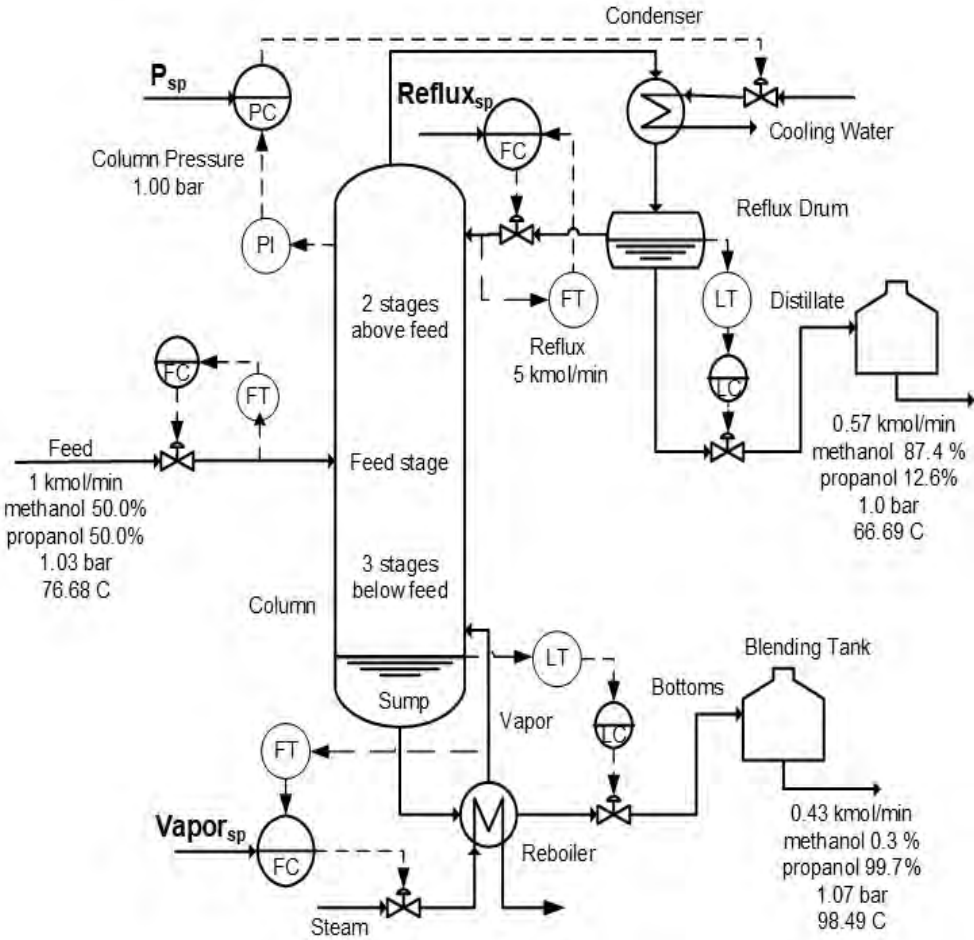 Condenser
P_sp
PC
Reflux_sp
FC
Cooling Water
Column Pressure
1.00 bar
Reflux Drum
PI
2 stages
above feed
FT
LT
Distillate
Reflux
5 kmol/min
FC
FT
LC
Feed
Feed stage
1 kmol/min
methanol 50.0%
propanol 50.0%
1.03 bar
76.68 C
0.57 kmol/min
methanol 87.4%
propanol 12.6%
1.0 bar
66.69 C
3 stages
below feed
Column
LT
Blending Tank
Bottoms
Sump
Vapor
LC
FT
Vapor_sp
FC
Reboiler
Steam
0.43 kmol/min
methanol 0.3 %
propanol 99.7%
1.07 bar
98.49 C